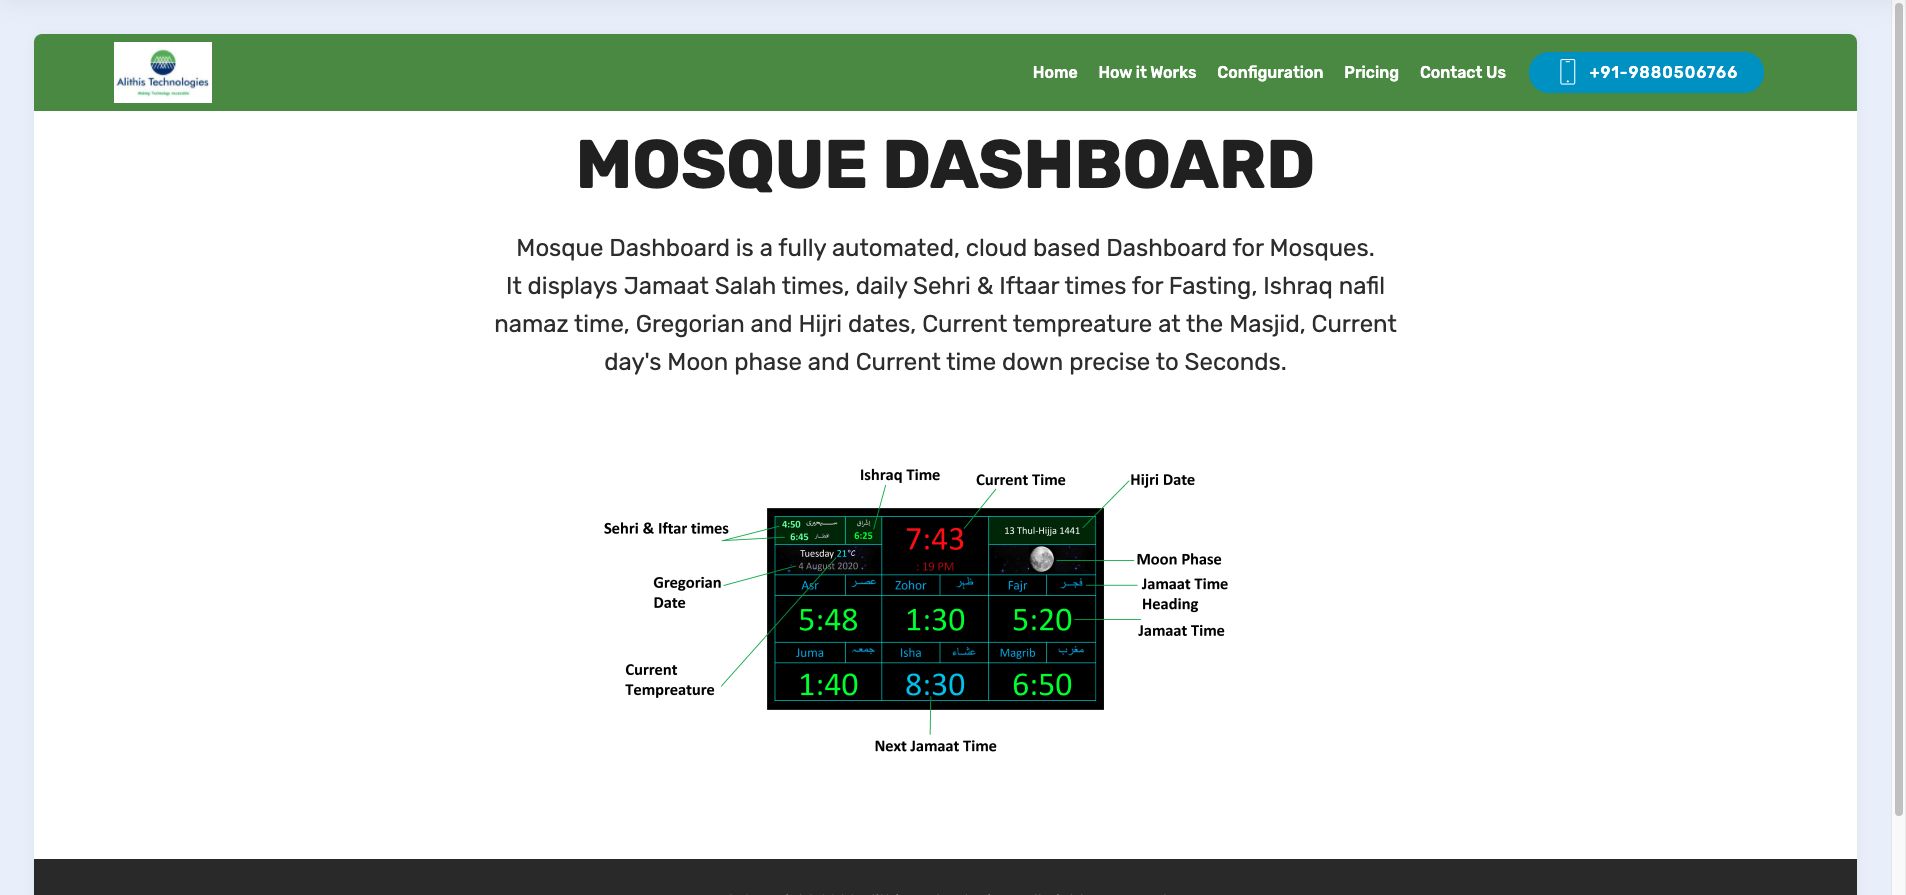 Alithis Technologies
Making Technology Accessible
Home How it Works Configuration Pricing Contact Us +91-9880506766
MOSQUE DASHBOARD
Mosque Dashboard is a fully automated, cloud based Dashboard for Mosques.
It displays Jamaat Salah times, daily Sehri & Iftaar times for Fasting, Ishraq nafil
namaz time, Gregorian and Hijri dates, Current tempreature at the Masjid, Current
day's Moon phase and Current time down precise to Seconds.
Ishraq Time
Current Time
Hijri Date
Sehri & Iftar times
Gregorian
Date
Current
Tempreature
Moon Phase
Jamaat Time
Heading
Jamaat Time
Next Jamaat Time
4:50
6:45
6:25
7:43
: 19 PM
13 Thul-Hijja 1441
Tuesday 21°C
4 August 2020
Asr عصر Zohor ظہر Fajr فجر
5:48 1:30 5:20
Juma جمعہ Isha عشاء Magrib مغرب
1:40 8:30 6:50